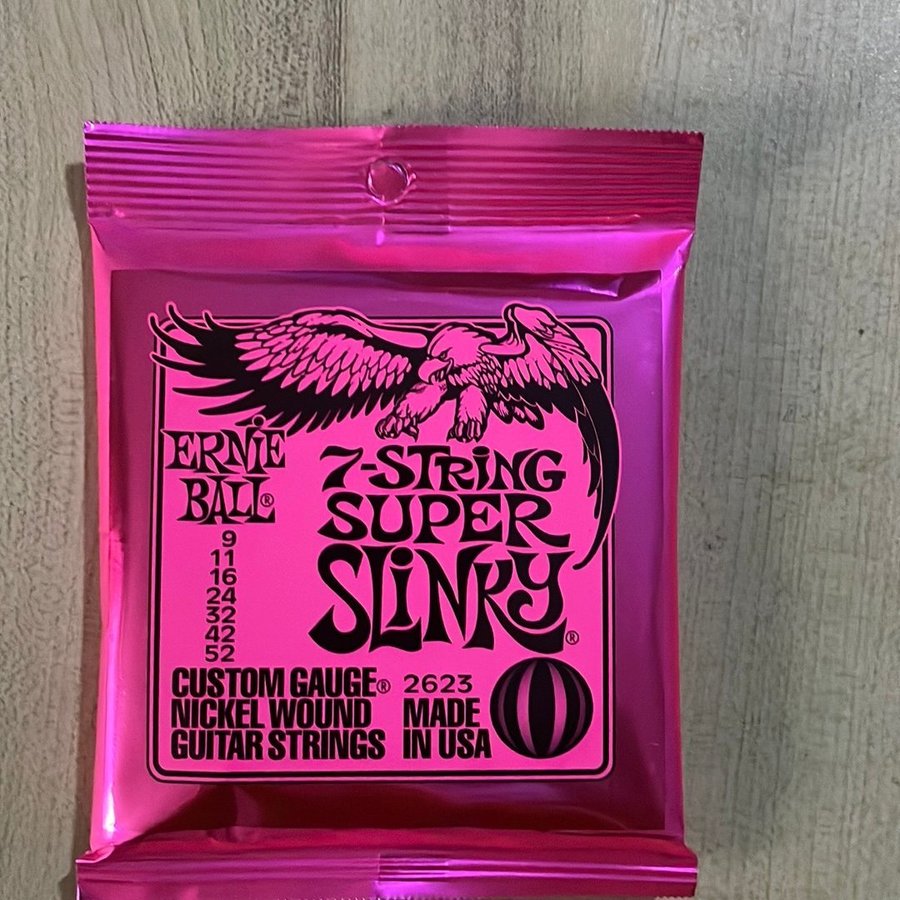 ERNiE
BALL®
9
11
16
24
32
42
52
7-STRiNG
SUPER
SLiNKY®
CUSTOM GAUGE®
NICKEL WOUND
GUITAR STRINGS
2623
MADE
IN USA